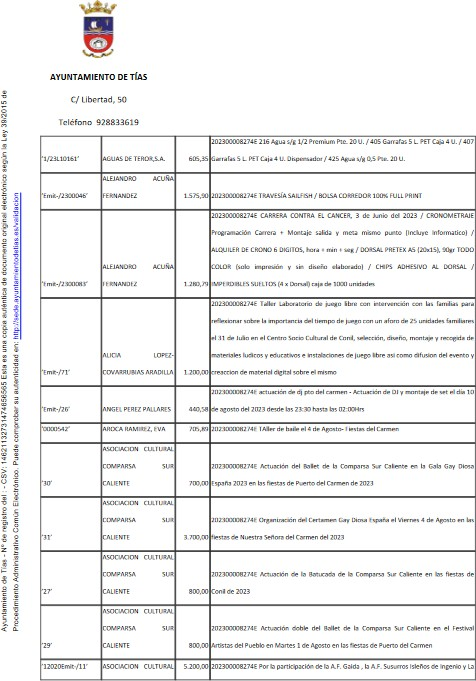 AYUNTAMIENTO DE TÍAS
C/ Libertad, 50
Teléfono 928833619
202300008274E 216 Agua s/g 1/2 Premium Pte. 20 U. / 405 Garrafas 5 L. PET Caja 4 U. / 407
'1/23L10161' AGUAS DE TEROR,S.A. 605,35 Garrafas 5 L. PET Caja 4 U. Dispensador / 425 Agua s/g 0,5 Pte. 20 U.
ALEJANDRO ACUÑA
'Emit-/2300046' FERNANDEZ 1.575,90 202300008274E TRAVESÍA SAILFISH / BOLSA CORREDOR 100% FULL PRINT
202300008274E CARRERA CONTRA EL CANCER, 3 de Junio del 2023 / CRONOMETRAJE
Programación Carrera + Montaje salida y meta mismo punto (Incluye Informatico) /
ALQUILER DE CRONO 6 DIGITOS, hora + min + seg / DORSAL PRETEX A5 (20x15), 90gr TODO
ALEJANDRO ACUÑA COLOR (solo impresión y sin diseño elaborado) / CHIPS ADHESIVO AL DORSAL /
'Emit-/2300083' FERNANDEZ 1.280,79 IMPERDIBLES SUELTOS (4 x Dorsal) caja de 1000 unidades
202300008274E Taller Laboratorio de juego libre con intervención con las familias para
reflexionar sobre la importancia del tiempo de juego con un aforo de 25 unidades familiares
el 31 de Julio en el Centro Socio Cultural de Conil, selección, diseño, montaje y recogida de
ALICIA LOPEZ- materiales ludicos y educativos e instalaciones de juego libre asi como difusion del evento y
'Emit-/71' COVARRUBIAS ARADILLA 1.200,00 creaccion de material digital sobre el mismo
202300008274E actuación de dj pto del carmen - Actuación de DJ y montaje de set el día 10
'Emit-/26' ANGEL PEREZ PALLARES 440,58 de agosto del 2023 desde las 23:30 hasta las 02:00Hrs
'0000542' AROCA RAMIREZ, EVA 705,89 202300008274E TAller de baile el 4 de Agosto- Fiestas del Carmen
ASOCIACION CULTURAL
COMPARSA SUR 202300008274E Actuación del Ballet de la Comparsa Sur Caliente en la Gala Gay Diosa
'30' CALIENTE 700,00 España 2023 en las fiestas de Puerto del Carmen de 2023
ASOCIACION CULTURAL
COMPARSA SUR 202300008274E Organización del Certamen Gay Diosa España el Viernes 4 de Agosto en las
'31' CALIENTE 3.700,00 fiestas de Nuestra Señora del Carmen del 2023
ASOCIACION CULTURAL
COMPARSA SUR 202300008274E Actuación de la Batucada de la Comparsa Sur Caliente en las fiestas de
'27' CALIENTE 800,00 Conil de 2023
ASOCIACION CULTURAL
COMPARSA SUR 202300008274E Actuación doble del Ballet de la Comparsa Sur Caliente en el Festival
'29' CALIENTE 800,00 Artistas del Pueblo en Martes 1 de Agosto en las fiestas de Puerto del Carmen
'12020Emit-/11' ASOCIACION CULTURAL 5.200,00 202300008274E Por la participación de la A.F. Gaida , la A.F. Susurros Isleños de Ingenio y La
Ayuntamiento de Tías - Nº de registro del : - CSV: 14621132731474866565 Esta es una copia auténtica de documento original electrónico según la Ley 39/2015 de
Procedimiento Administrativo Común Electrónico. Puede comprobar su autenticidad en: http://sede.ayuntamientodetias.es/validacion